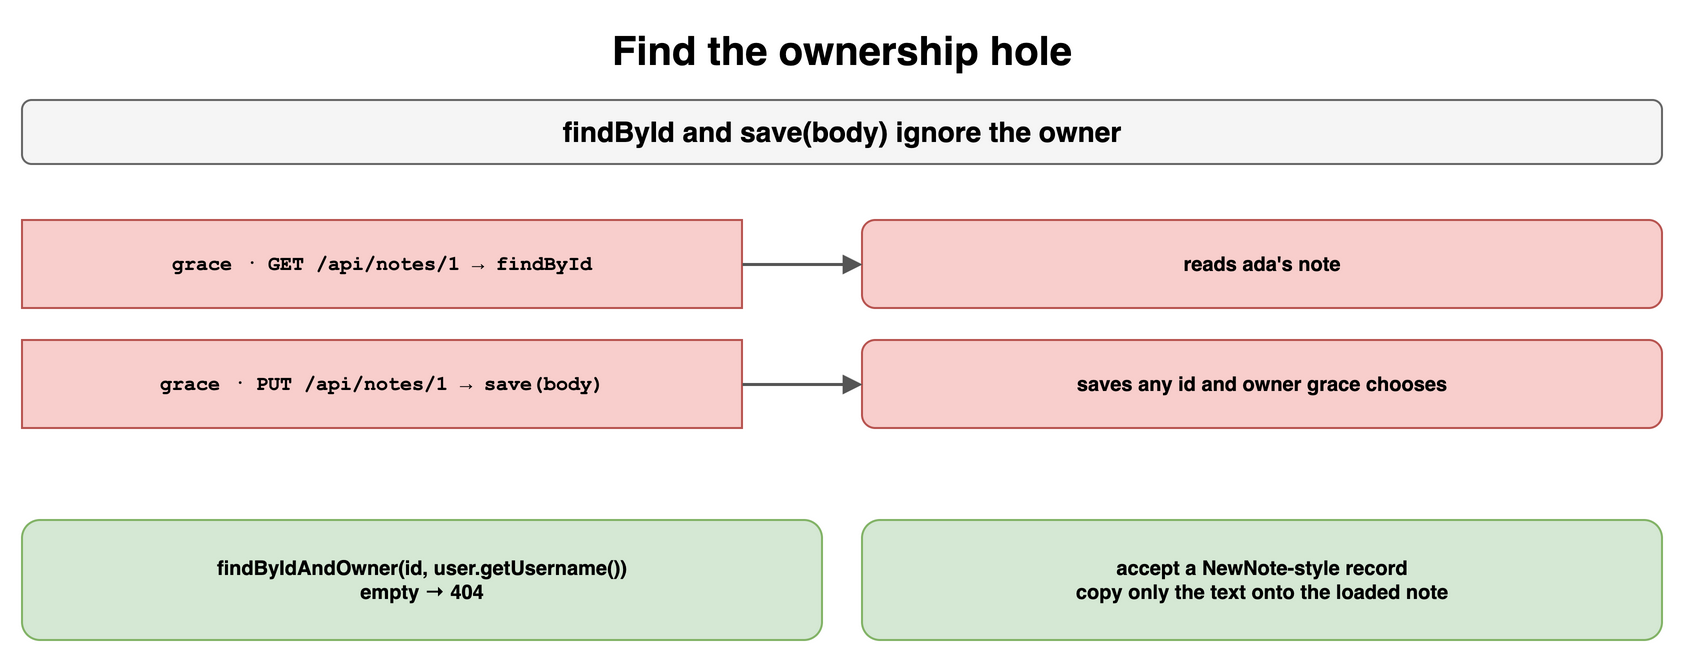 Find the ownership hole
findById and save(body) ignore the owner
grace · GET /api/notes/1 → findById
reads ada's note
grace · PUT /api/notes/1 → save(body)
saves any id and owner grace chooses
findByIdAndOwner(id, user.getUsername())
empty → 404
accept a NewNote-style record
copy only the text onto the loaded note